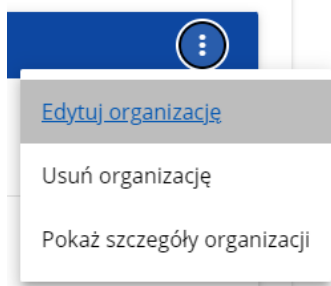 Edytuj organizację
Usuń organizację
Pokaż szczegóły organizacji